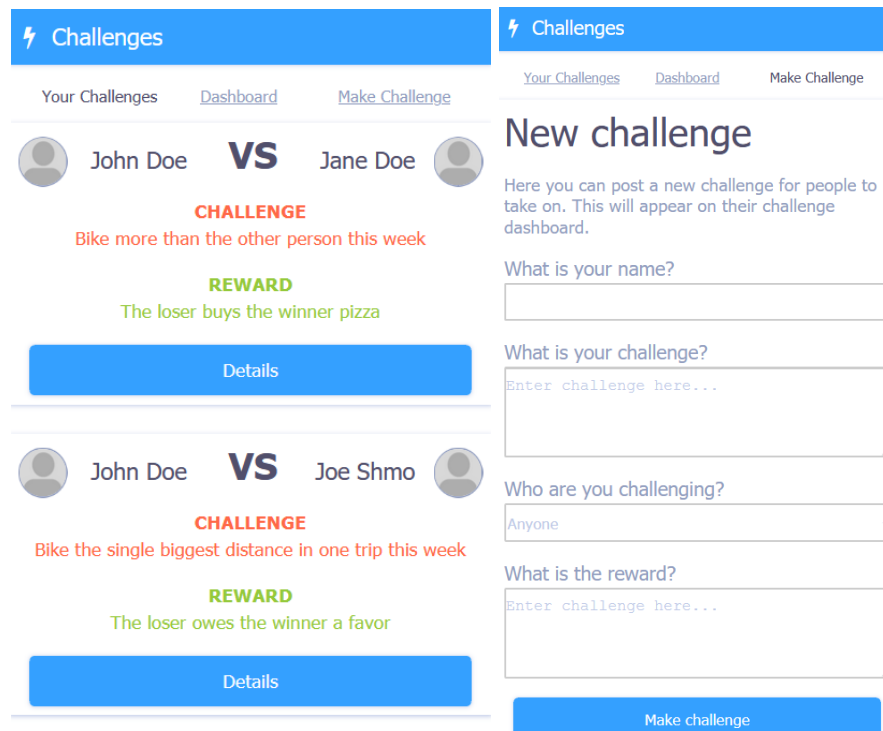 Challenges
Your Challenges Dashboard Make Challenge
John Doe VS Jane Doe
CHALLENGE
Bike more than the other person this week
REWARD
The loser buys the winner pizza
Details
John Doe VS Joe Shmo
CHALLENGE
Bike the single biggest distance in one trip this week
REWARD
The loser owes the winner a favor
Details
Challenges
Your Challenges Dashboard Make Challenge
New challenge
Here you can post a new challenge for people to
take on. This will appear on their challenge
dashboard.
What is your name?
What is your challenge?
Enter challenge here...
Who are you challenging?
Anyone
What is the reward?
Enter challenge here...
Make challenge